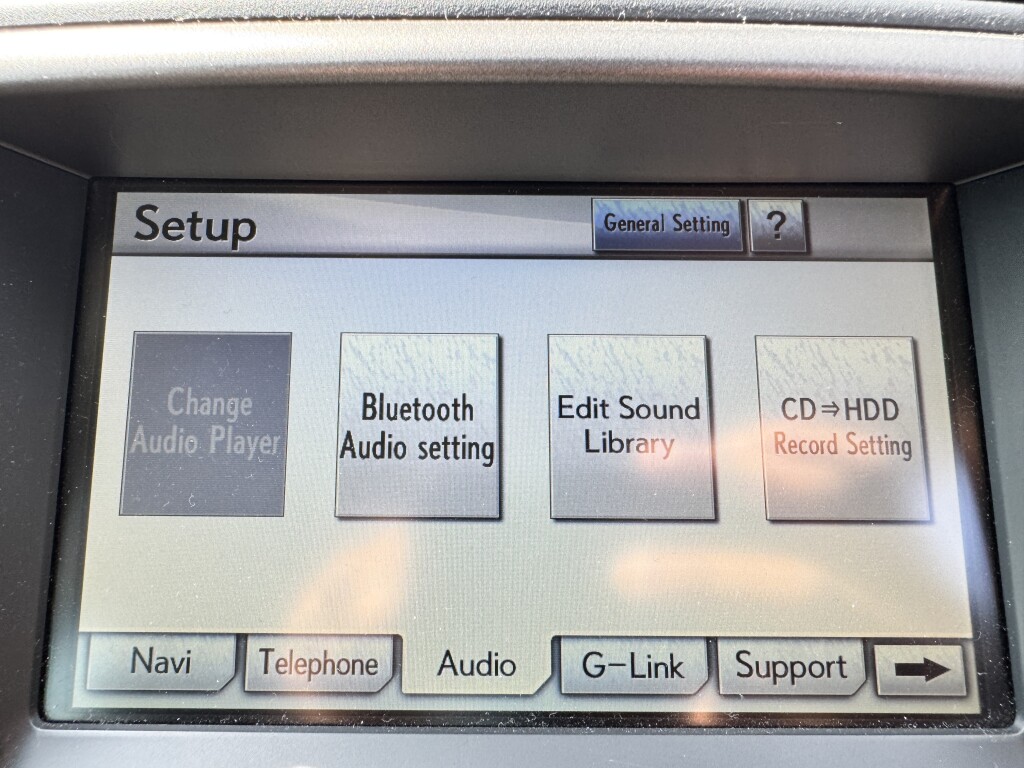 Setup
General Setting
?
Change
Audio Player
Bluetooth
Audio setting
Edit Sound
Library
CD⇒HDD
Record Setting
Navi
Telephone
Audio
G-Link
Support